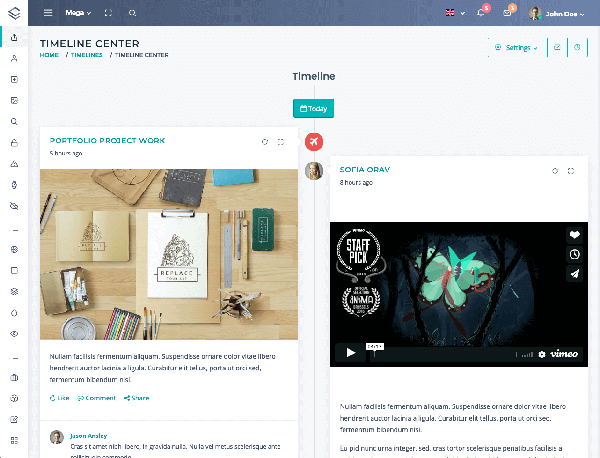 Mega
5
8
John Doe
TIMELINE CENTER
HOME / TIMELINES / TIMELINE CENTER
Settings
Timeline
Today
PORTFOLIO PROJECT WORK
5 hours ago
REPLACE
Nullam facilisis fermentum aliquam. Suspendisse ornare dolor vitae libero
hendrerit auctor lacinia a ligula. Curabitur elit tellus, porta ut orci sed,
fermentum bibendum nisi.
Like
Comment
Share
Jason Ansley
Cras sit amet nibh libero, in gravida nulla. Nulla vel metus scelerisque ante
sollicitudin commodo.
SOFIA ORAV
8 hours ago
VIMEO
STAFF
PICK
OFFICIAL
SELECTION
ANIMA
vimeo
Nullam facilisis fermentum aliquam. Suspendisse ornare dolor vitae libero
hendrerit auctor lacinia a ligula. Curabitur elit tellus, porta ut orci sed,
fermentum bibendum nisi.
Eu pid nunc urna integer, sed, cras tortor scelerisque penatibus facilisis a